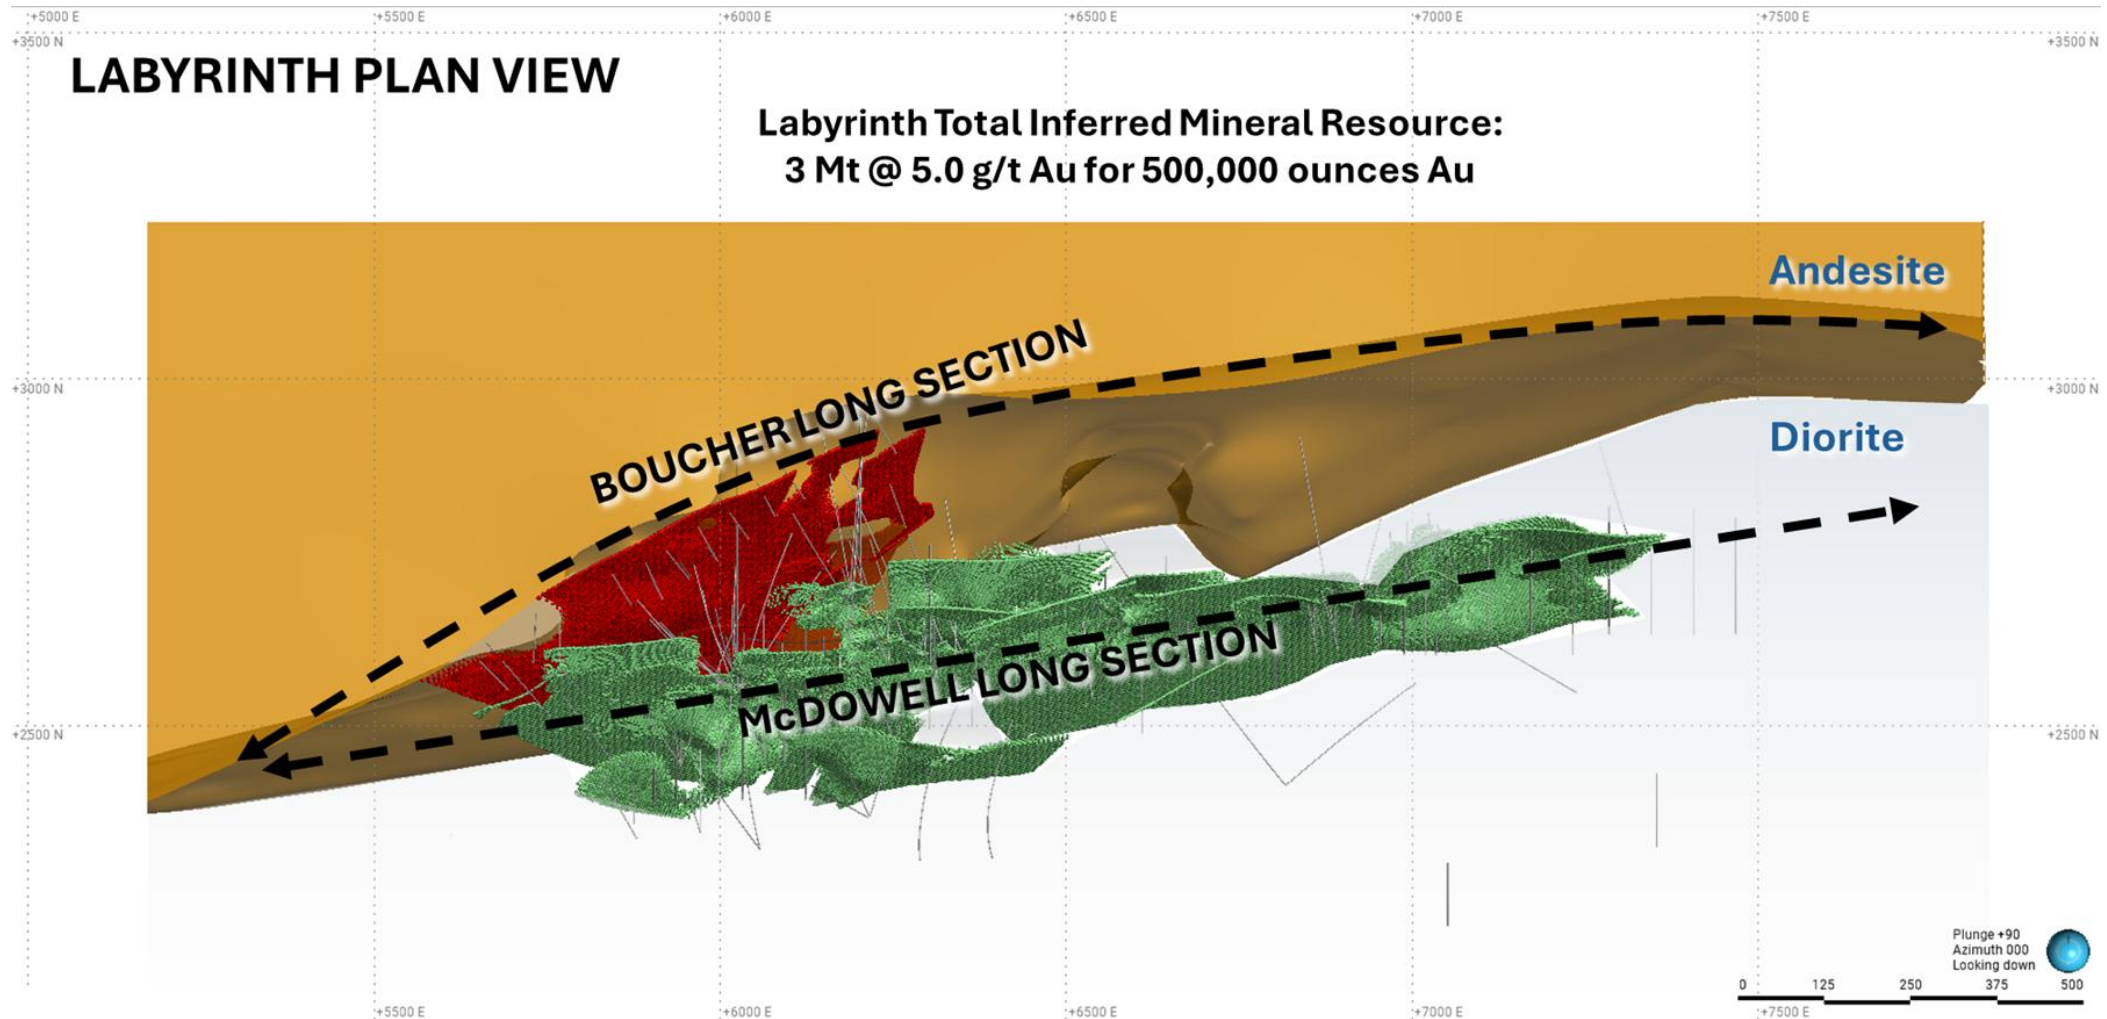 +5000 E
+5500 E
+6000 E
+6500 E
+7000 E
+7500 E
+3500 N
+3500 N
LABYRINTH PLAN VIEW
Labyrinth Total Inferred Mineral Resource:
3 Mt @ 5.0 g/t Au for 500,000 ounces Au
Andesite
BOUCHER LONG SECTION
+3000 N
+3000 N
Diorite
McDOWELL LONG SECTION
+2500 N
+2500 N
Plunge +90
Azimuth 000
Looking down
0
125
250
375
500
+5500 E
+6000 E
+6500 E
+7000 E
+7500 E